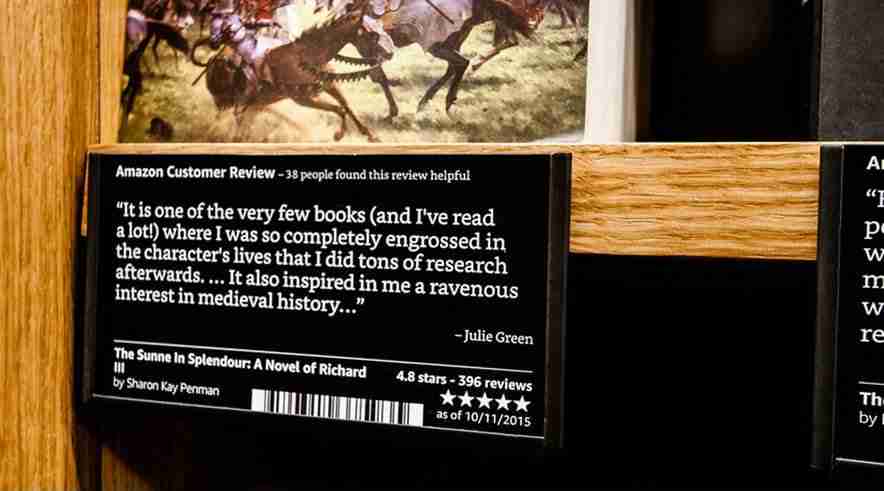 Amazon Customer Review – 38 people found this review helpful
“It is one of the very few books (and I've read
a lot!) where I was so completely engrossed in
the character's lives that I did tons of research
afterwards. ... It also inspired in me a ravenous
interest in medieval history...”
– Julie Green
The Sunne In Splendour: A Novel of Richard
III
by Sharon Kay Penman
4.8 stars - 396 reviews
as of 10/11/2015
by